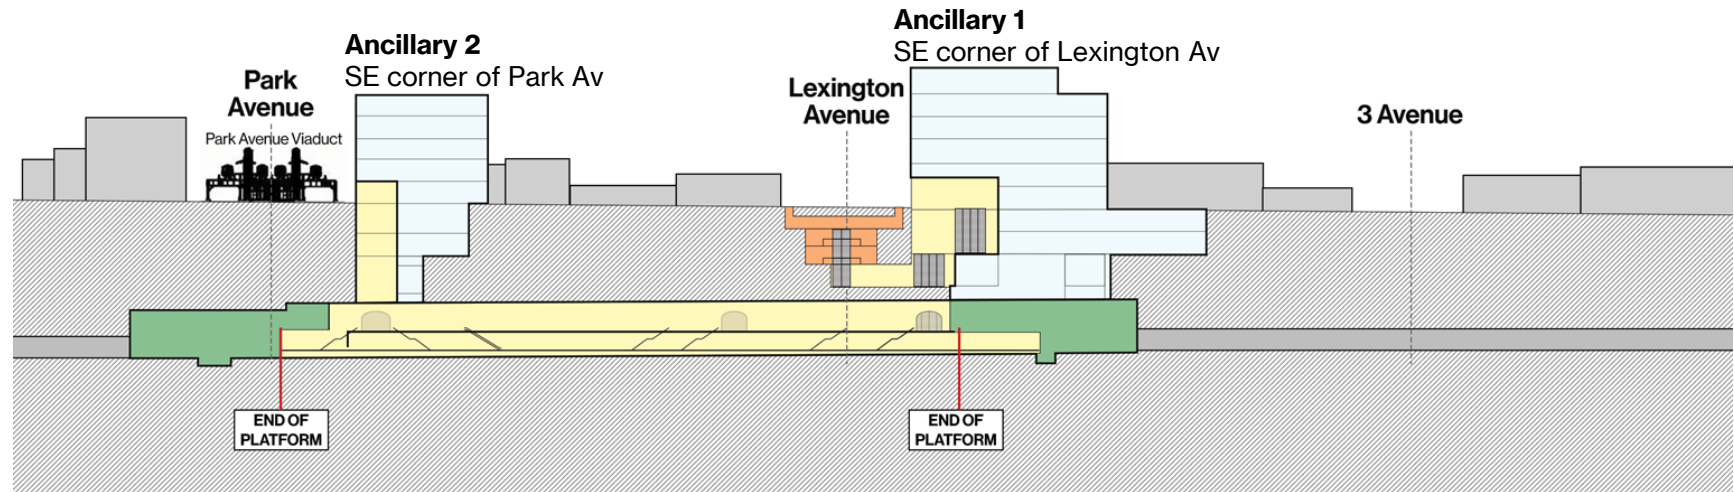 Ancillary 1
SE corner of Lexington Av
Ancillary 2
SE corner of Park Av
Park
Avenue
Park Avenue Viaduct
Lexington
Avenue
3 Avenue
END OF
PLATFORM
END OF
PLATFORM